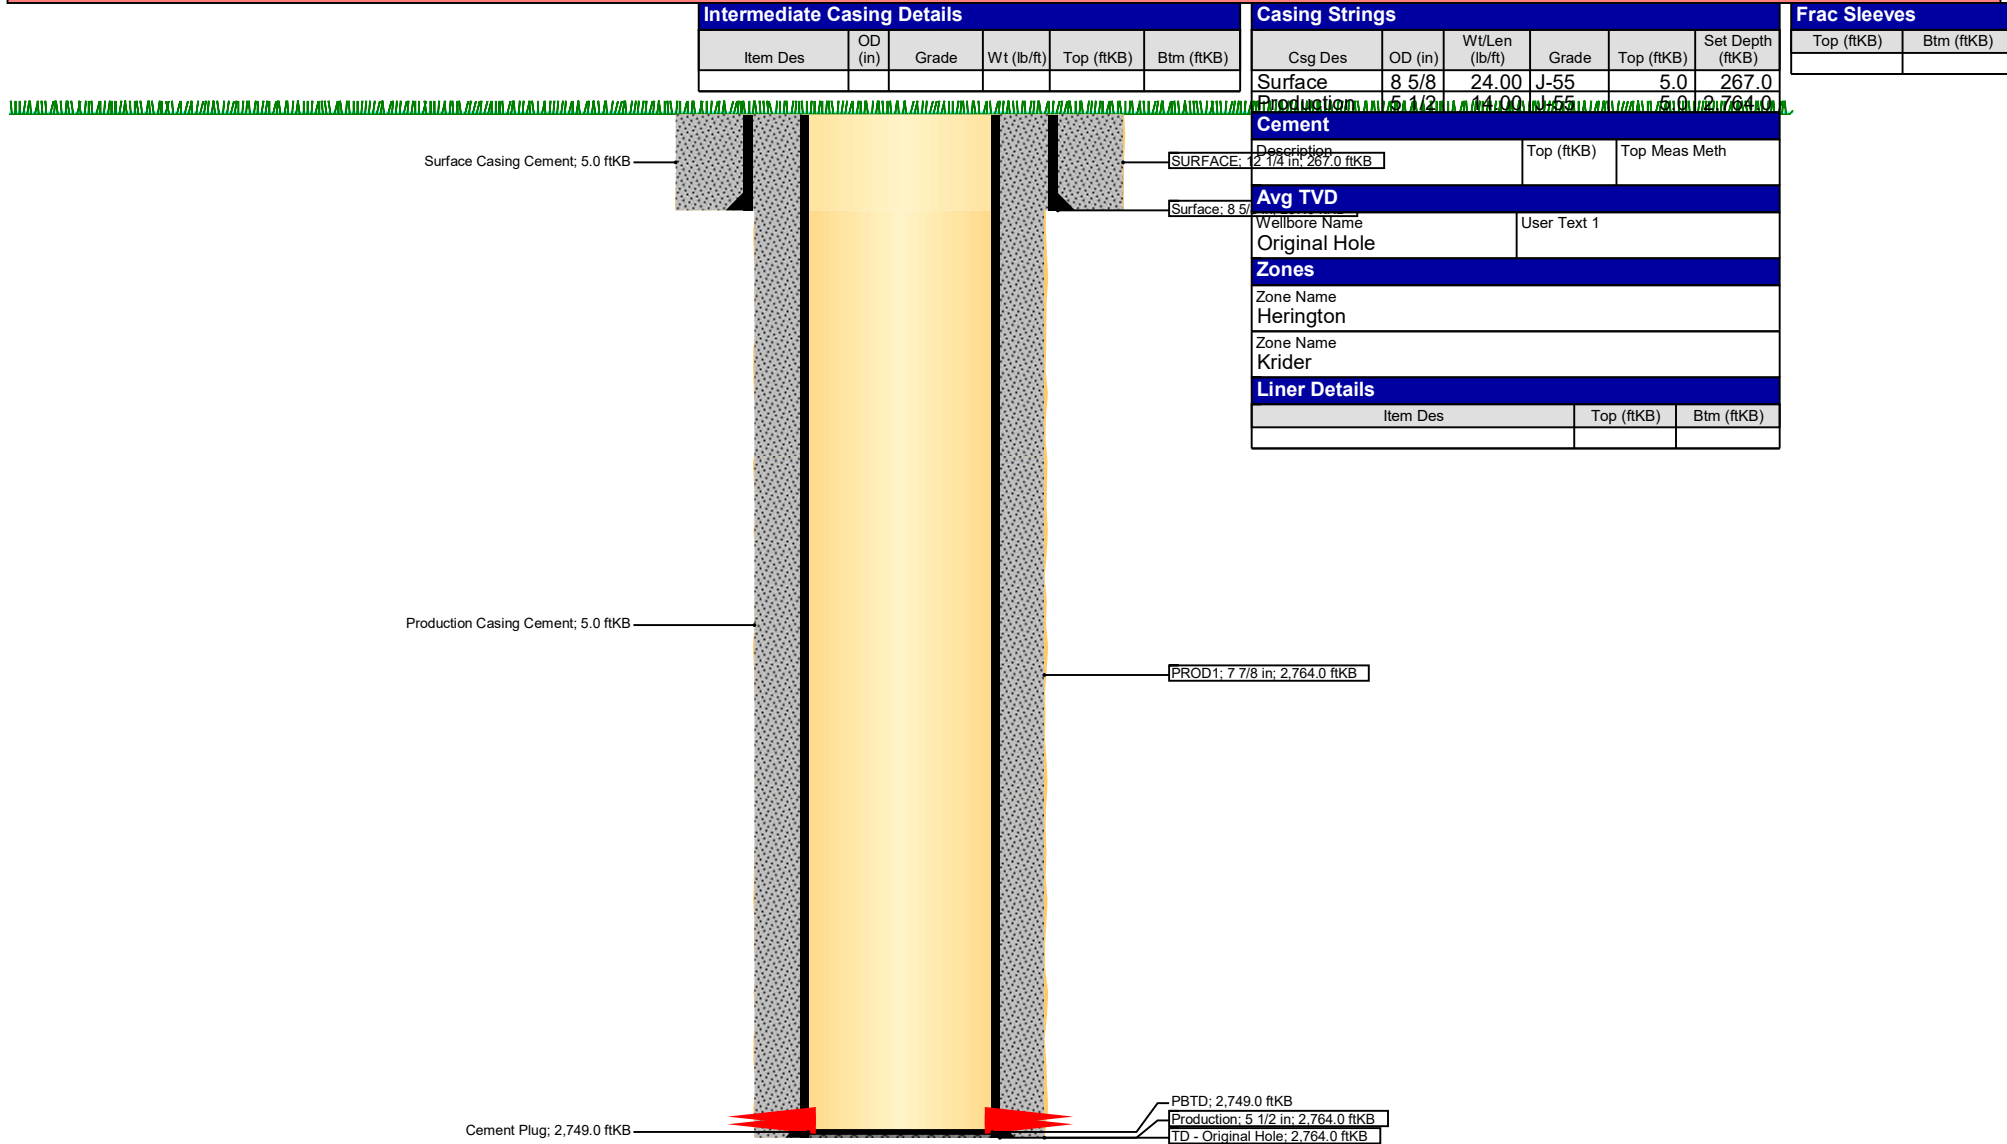 Intermediate Casing Details
Item Des OD (in) Grade Wt (lb/ft) Top (ftKB) Btm (ftKB)
Casing Strings
Csg Des OD (in) Wt/Len (lb/ft) Grade Top (ftKB) Set Depth (ftKB)
Surface 8 5/8 24.00 J-55 5.0 267.0
Production 5 1/2 14.00 J-55 5.0 2,764.0
Frac Sleeves
Top (ftKB) Btm (ftKB)
Cement
Description Top (ftKB) Top Meas Meth
Avg TVD
Wellbore Name User Text 1
Original Hole
Zones
Zone Name
Herington
Zone Name
Krider
Liner Details
Item Des Top (ftKB) Btm (ftKB)
Surface Casing Cement; 5.0 ftKB
SURFACE; 12 1/4 in; 267.0 ftKB
Surface; 8 5/
Production Casing Cement; 5.0 ftKB
PROD1; 7 7/8 in; 2,764.0 ftKB
PBTD; 2,749.0 ftKB
Production; 5 1/2 in; 2,764.0 ftKB
Cement Plug; 2,749.0 ftKB
TD - Original Hole; 2,764.0 ftKB